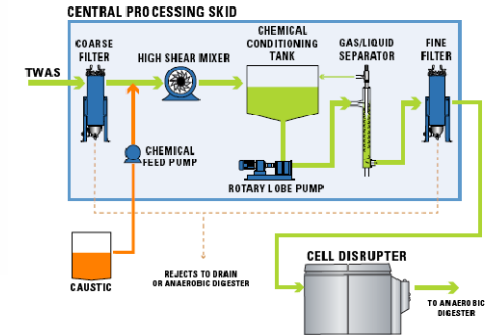 CENTRAL PROCESSING SKID
COARSE
FILTER
HIGH SHEAR MIXER
CHEMICAL
CONDITIONING
TANK
GAS/LIQUID
SEPARATOR
FINE
FILTER
TWAS
CHEMICAL
FEED PUMP
ROTARY LOBE PUMP
CAUSTIC
REJECTS TO DRAIN
OR ANAEROBIC DIGESTER
CELL DISRUPTER
TO ANAEROBIC
DIGESTER